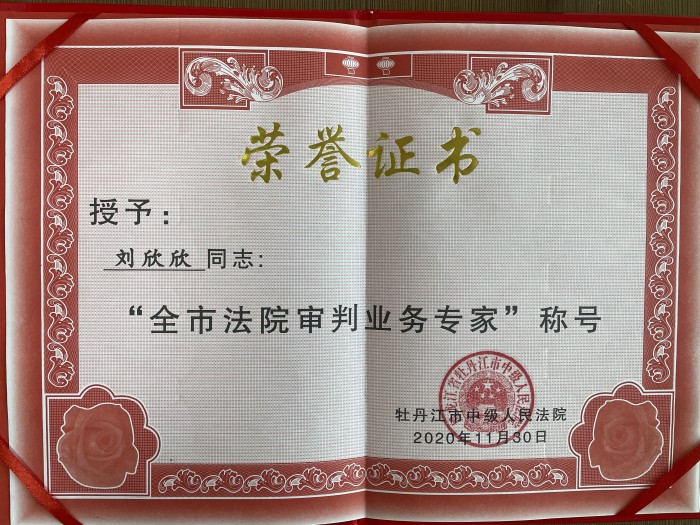 荣誉证书
授予：
刘欣欣 同志：
“全市法院审判业务专家”称号
牡丹江市中级人民法院
2020年11月30日